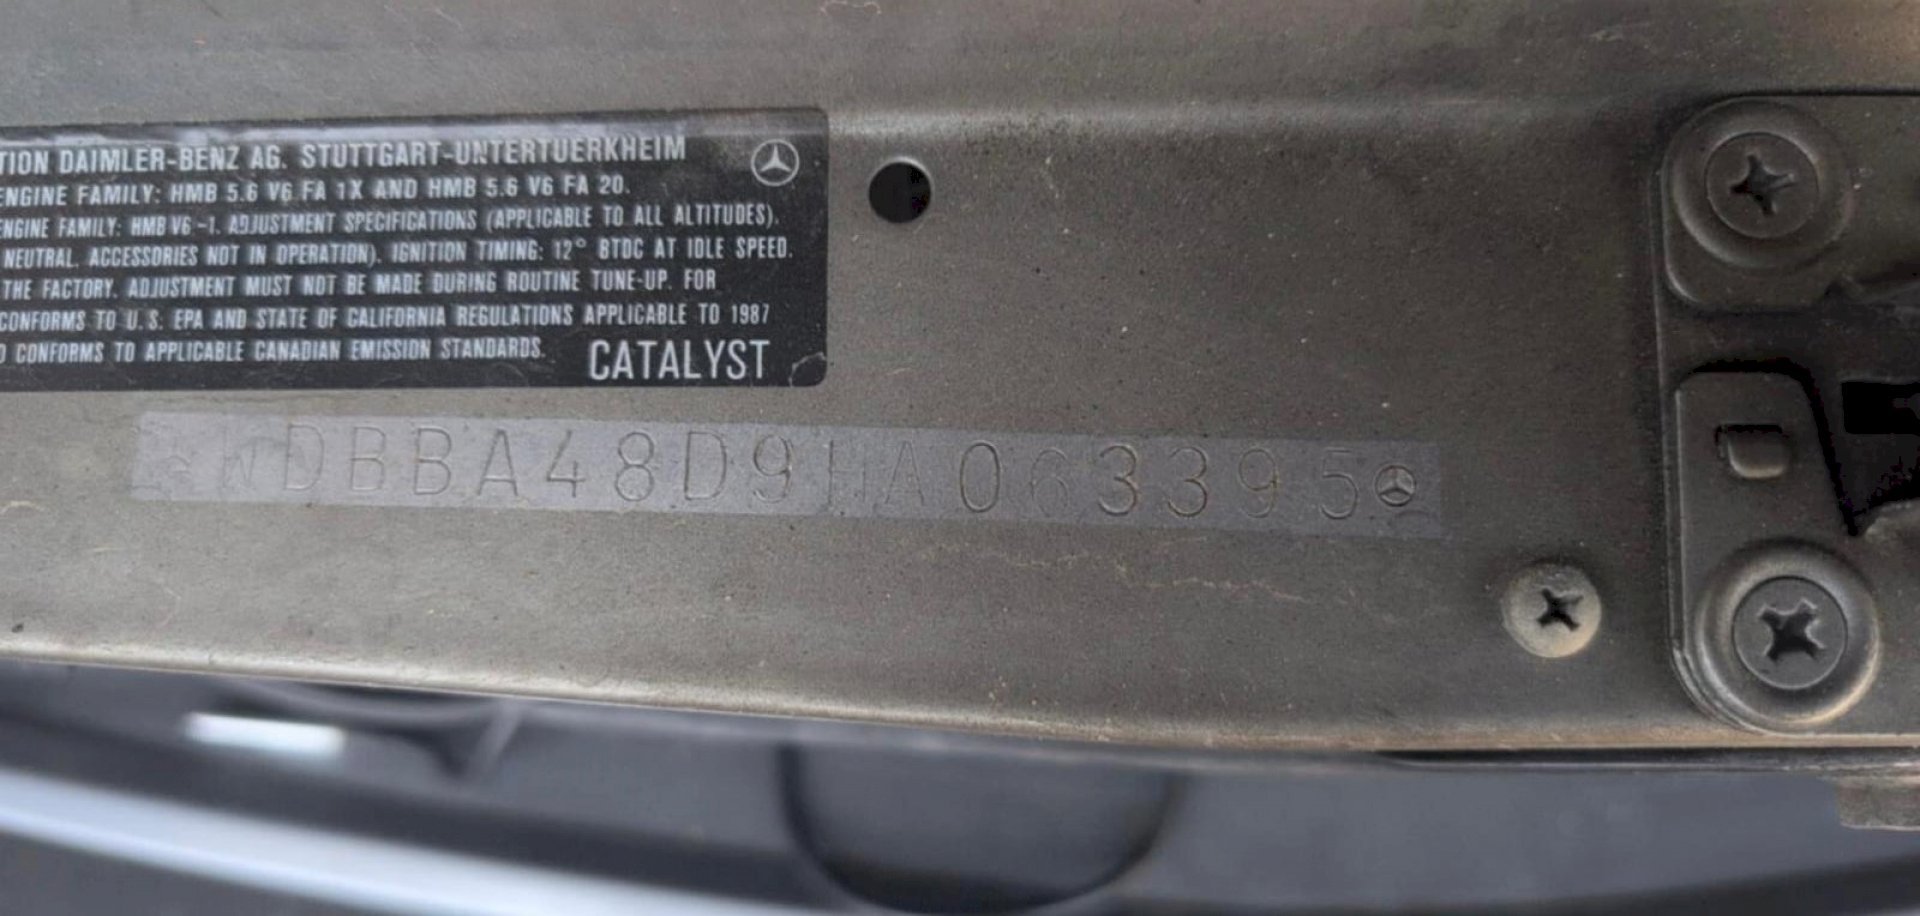 TION DAIMLER-BENZ AG. STUTTGART-UNTERTUERKHEIM
ENGINE FAMILY: HMB 5.6 V6 FA 1X AND HMB 5.6 V6 FA 20.
ENGINE FAMILY: HMB V6-1. ADJUSTMENT SPECIFICATIONS (APPLICABLE TO ALL ALTITUDES).
NEUTRAL. ACCESSORIES NOT IN OPERATION). IGNITION TIMING: 12° BTDC AT IDLE SPEED.
THE FACTORY. ADJUSTMENT MUST NOT BE MADE DURING ROUTINE TUNE-UP. FOR
CONFORMS TO U.S. EPA AND STATE OF CALIFORNIA REGULATIONS APPLICABLE TO 1987
D CONFORMS TO APPLICABLE CANADIAN EMISSION STANDARDS.
CATALYST
WDBBA48D9HA063395